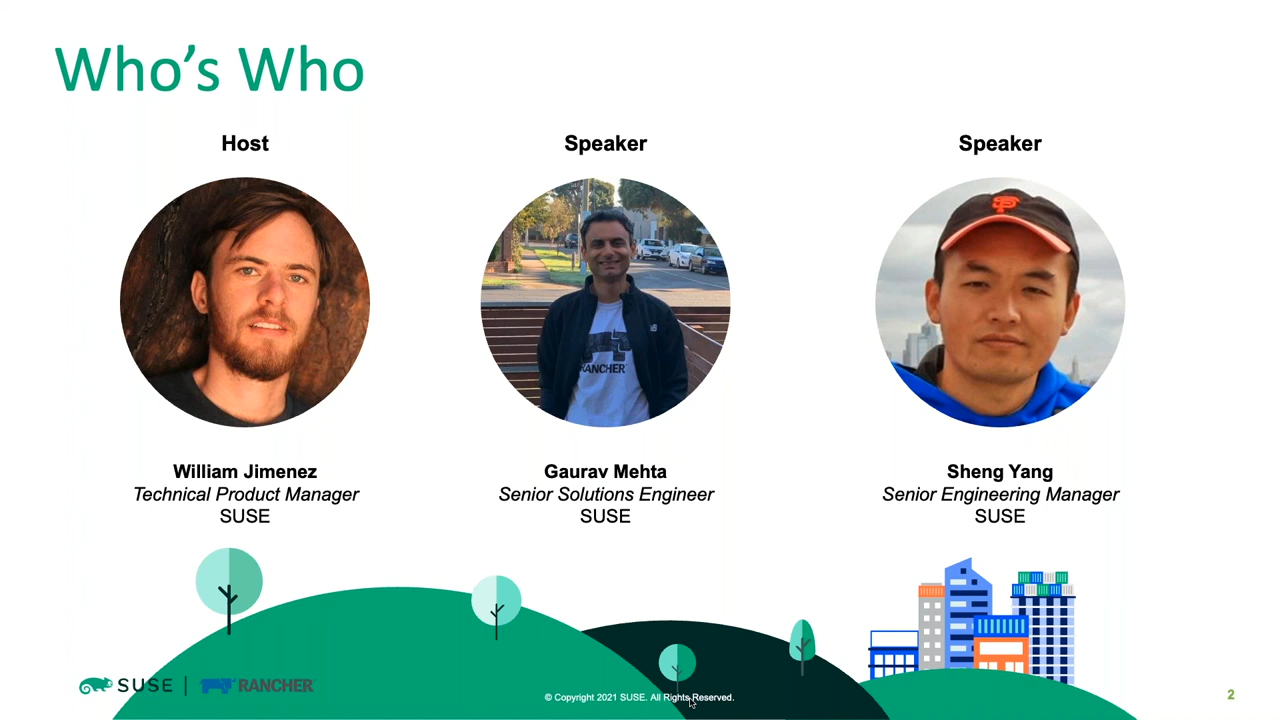 Who's Who
Host
Speaker
Speaker
RANCHER
William Jimenez
Technical Product Manager
SUSE
Gaurav Mehta
Senior Solutions Engineer
SUSE
Sheng Yang
Senior Engineering Manager
SUSE
SUSE | RANCHER
© Copyright 2021 SUSE. All Rights Reserved.
2